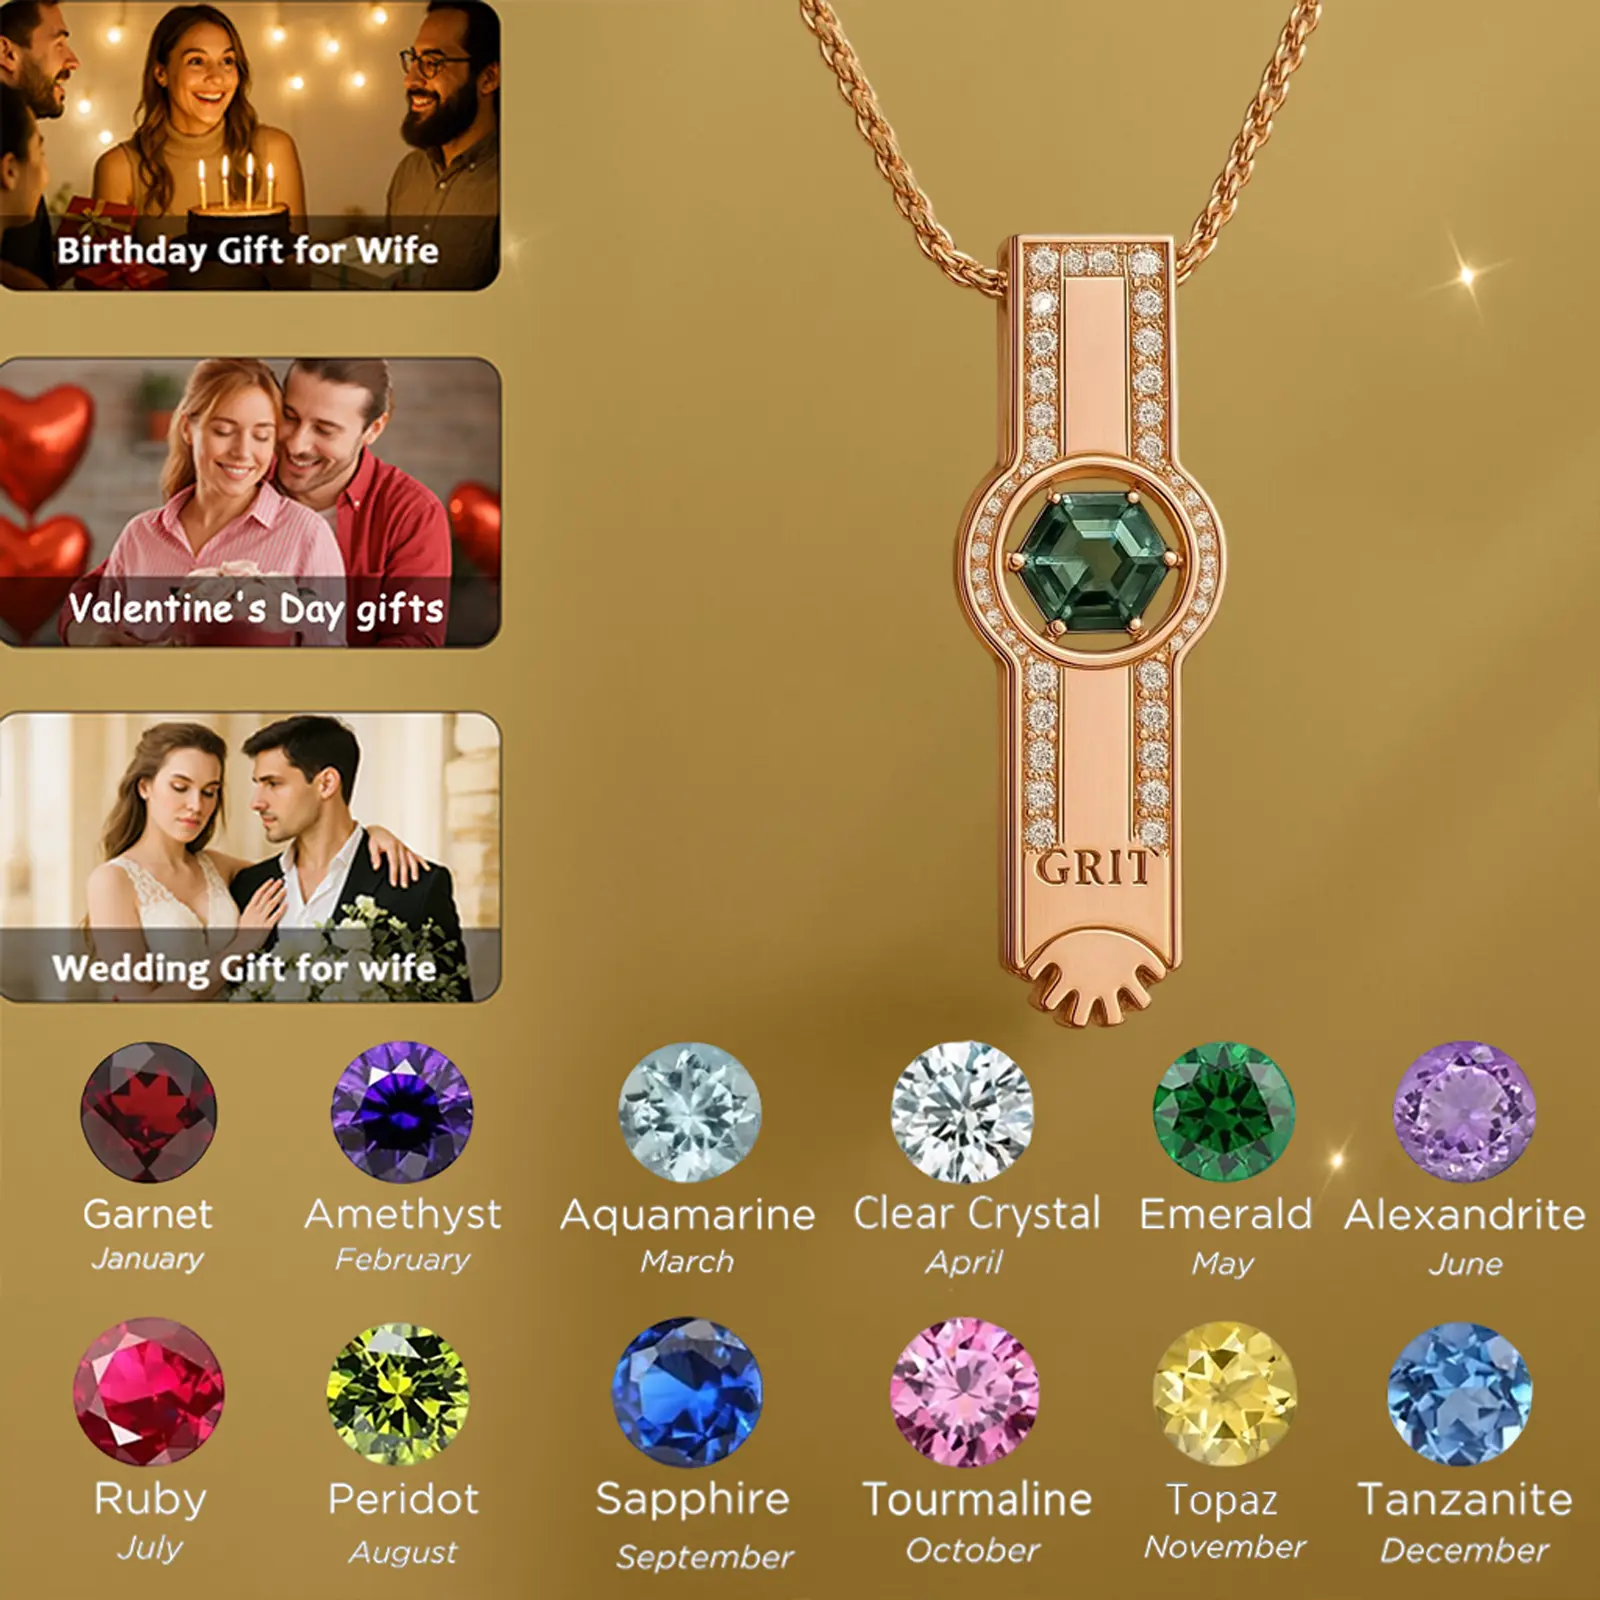 Birthday Gift for Wife
Valentine's Day gifts
Wedding Gift for wife
GRIT
Garnet
January
Amethyst
February
Aquamarine
March
Clear Crystal
April
Emerald
May
Alexandrite
June
Ruby
July
Peridot
August
Sapphire
September
Tourmaline
October
Topaz
November
Tanzanite
December